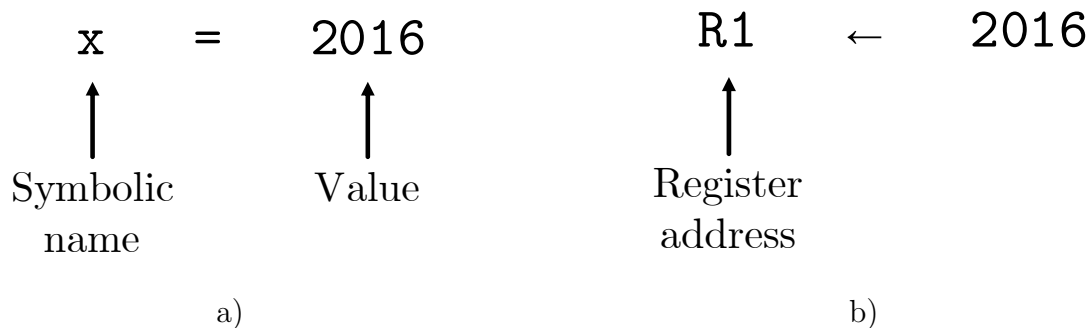 x = 2016
Symbolic
name
Value
a)
R1 ← 2016
Register
address
b)